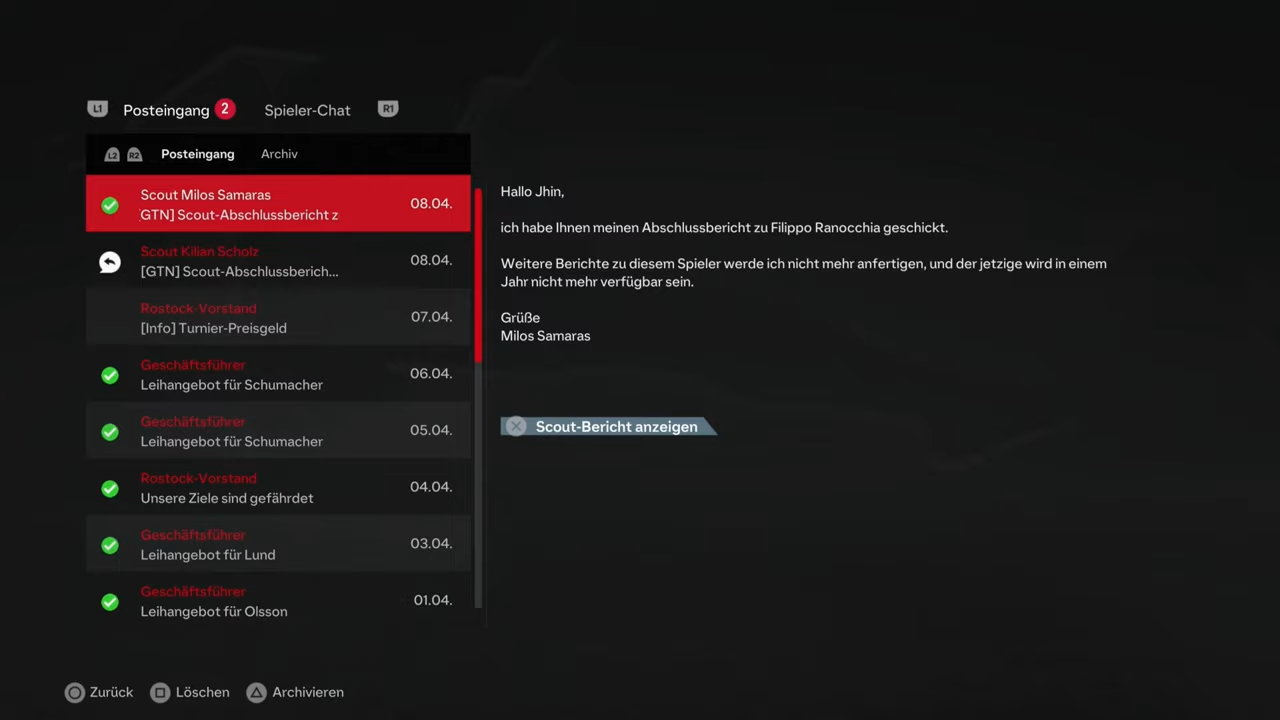 L1 Posteingang 2 Spieler-Chat R1
L2 R2 Posteingang Archiv
Scout Milos Samaras
GTN] Scout-Abschlussbericht z
08.04.
Scout Kilian Scholz
[GTN] Scout-Abschlussberich...
08.04.
Rostock-Vorstand
[Info] Turnier-Preisgeld
07.04.
Geschäftsführer
Leihangebot für Schumacher
06.04.
Geschäftsführer
Leihangebot für Schumacher
05.04.
Rostock-Vorstand
Unsere Ziele sind gefährdet
04.04.
Geschäftsführer
Leihangebot für Lund
03.04.
Geschäftsführer
Leihangebot für Olsson
01.04.
Hallo Jhin,
ich habe Ihnen meinen Abschlussbericht zu Filippo Ranocchia geschickt.
Weitere Berichte zu diesem Spieler werde ich nicht mehr anfertigen, und der jetzige wird in einem
Jahr nicht mehr verfügbar sein.
Grüße
Milos Samaras
Scout-Bericht anzeigen
Zurück Löschen Archivieren